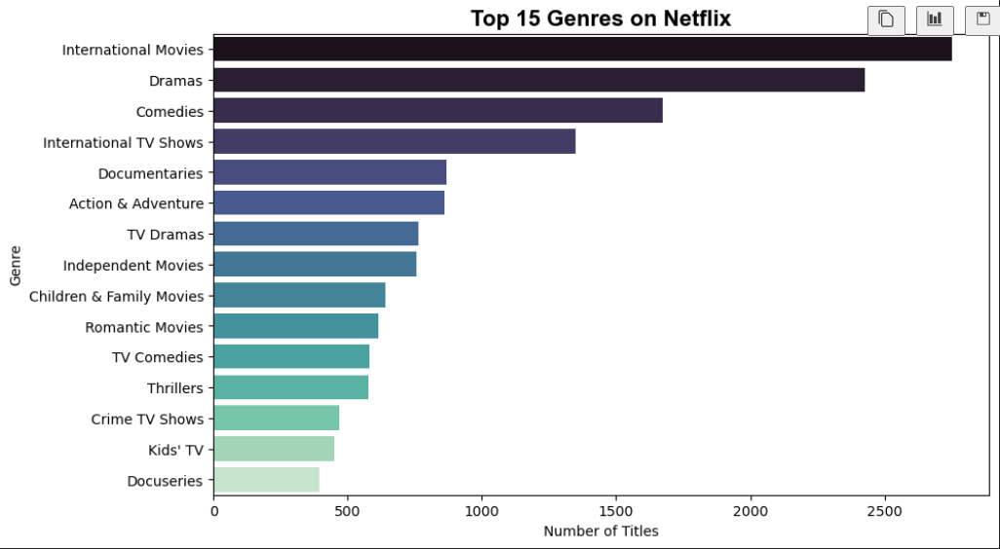 Top 15 Genres on Netflix
International Movies
Dramas
Comedies
International TV Shows
Documentaries
Action & Adventure
TV Dramas
Independent Movies
Children & Family Movies
Romantic Movies
TV Comedies
Thrillers
Crime TV Shows
Kids' TV
Docuseries
Genre
0 500 1000 1500 2000 2500
Number of Titles